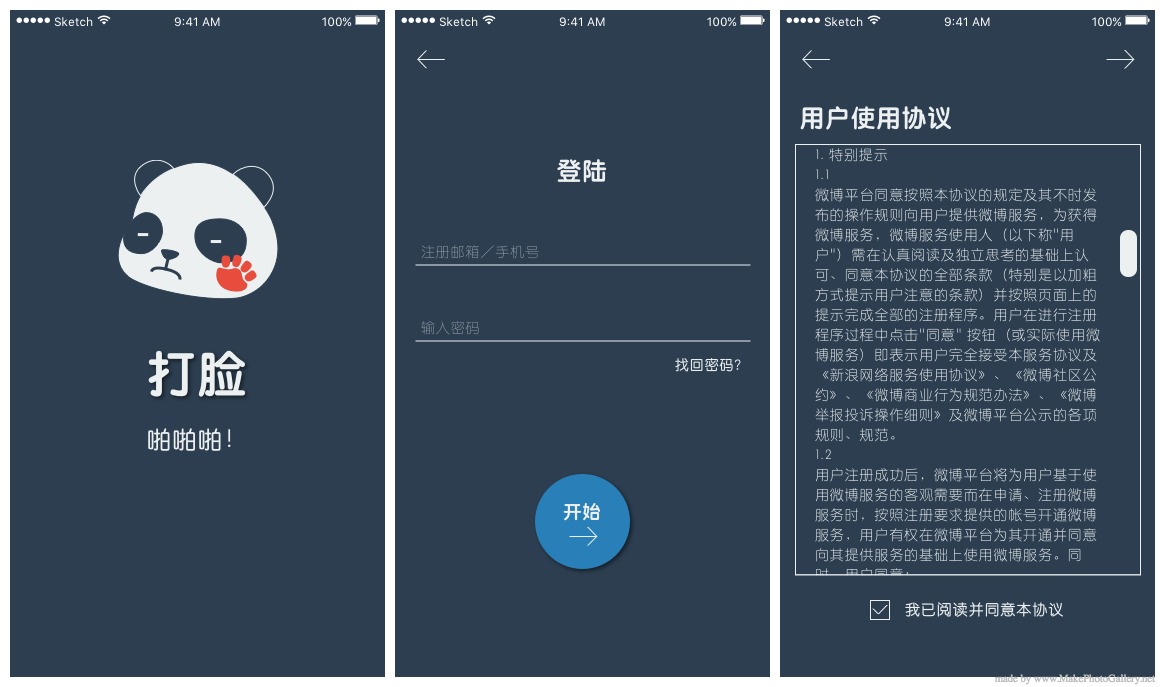 ●●●●● Sketch 9:41 AM 100%
打脸
啪啪啪！
●●●●● Sketch 9:41 AM 100%
登陆
注册邮箱／手机号
输入密码
找回密码?
开始
●●●●● Sketch 9:41 AM 100%
用户使用协议
1. 特别提示
1.1
微博平台同意按照本协议的规定及其不时发
布的操作规则向用户提供微博服务，为获得
微博服务，微博服务使用人（以下称"用
户"）需在认真阅读及独立思考的基础上认
可、同意本协议的全部条款（特别是以加粗
方式提示用户注意的条款）并按照页面上的
提示完成全部的注册程序。用户在进行注册
程序过程中点击"同意" 按钮（或实际使用微
博服务）即表示用户完全接受本服务协议及
《新浪网络服务使用协议》、《微博社区公
约》、《微博商业行为规范办法》、《微博
举报投诉操作细则》及微博平台公示的各项
规则、规范。
1.2
用户注册成功后，微博平台将为用户基于使
用微博服务的客观需要而在申请、注册微博
服务时，按照注册要求提供的帐号开通微博
服务，用户有权在微博平台为其开通并同意
向其提供服务的基础上使用微博服务。同
时，用户同意：
我已阅读并同意本协议
made by www.MakePhotoGallery.net